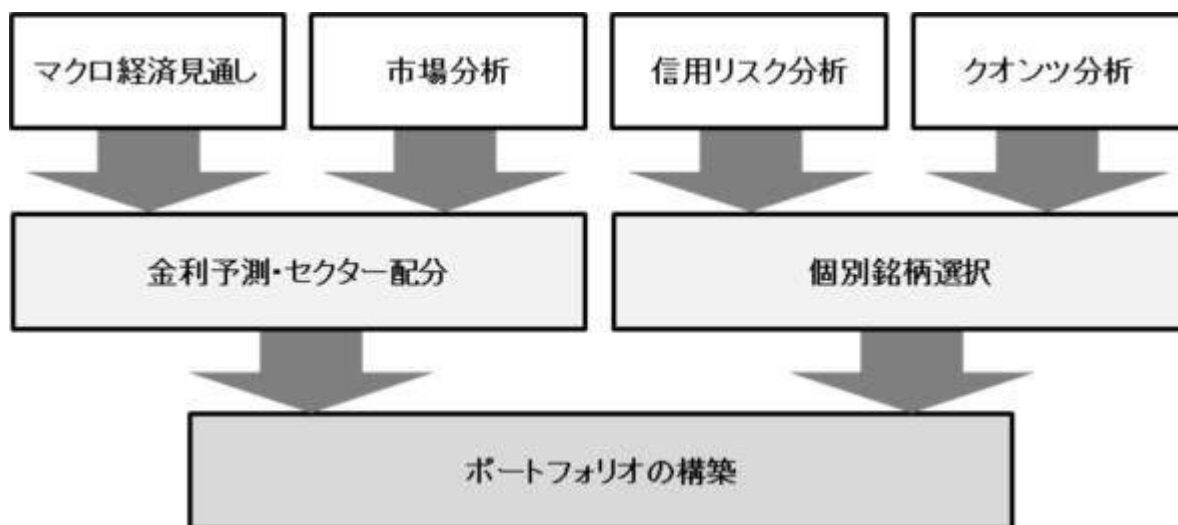 マクロ経済見通し
市場分析
信用リスク分析
クオンツ分析
金利予測・セクター配分
個別銘柄選択
ポートフォリオの構築